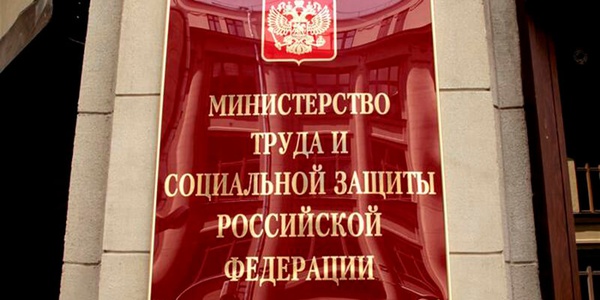 МИНИСТЕРСТВО
ТРУДА И
СОЦИАЛЬНОЙ ЗАЩИТЫ
РОССИЙСКОЙ
ФЕДЕРАЦИИ